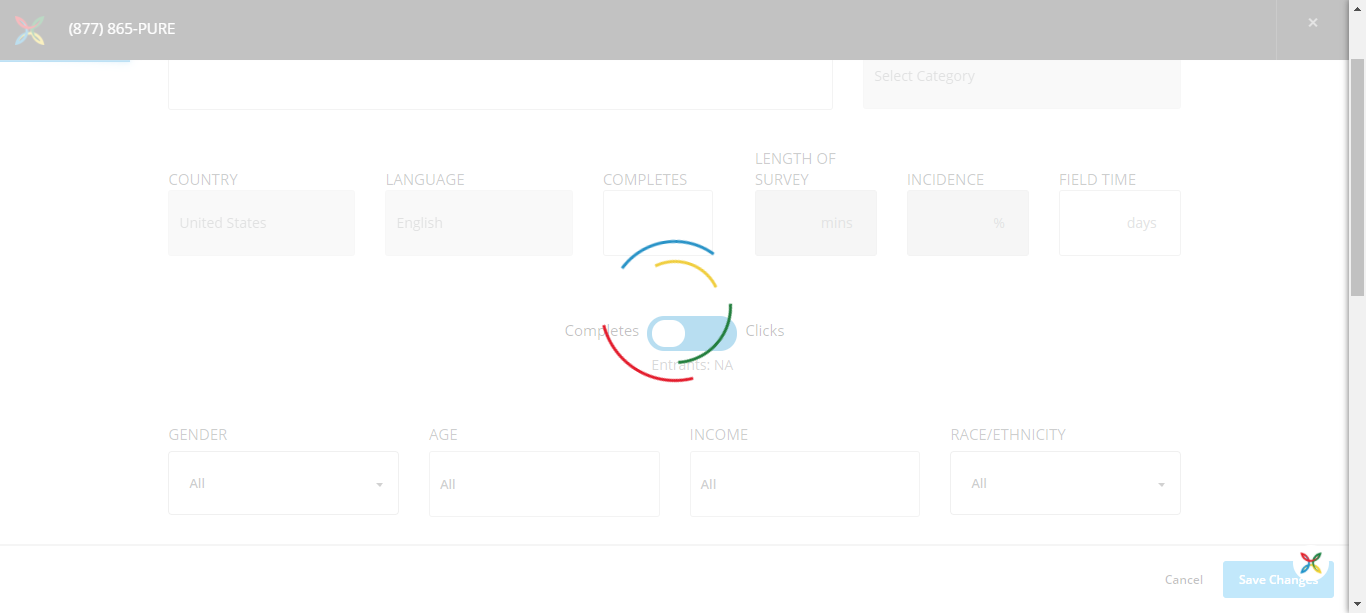 (877) 865-PURE
×
Select Category
LENGTH OF
COUNTRY LANGUAGE COMPLETES SURVEY INCIDENCE FIELD TIME
United States English mins % days
Completes Clicks
Entrants: NA
GENDER AGE INCOME RACE/ETHNICITY
All All All All
Cancel Save Changes